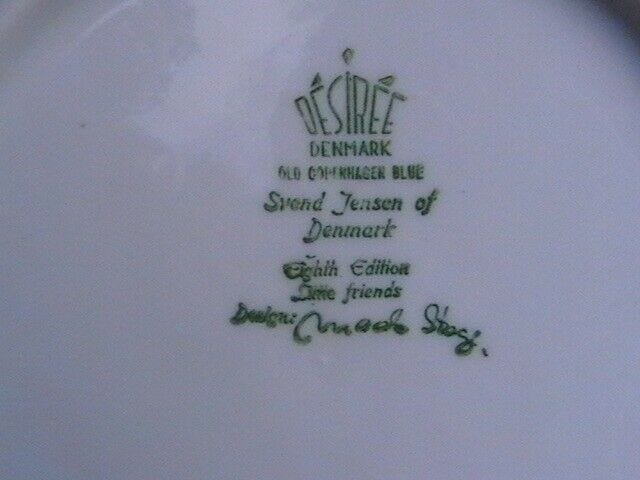 DÉSIRÉE
DENMARK
OLD COPENHAGEN BLUE
Svend Jensen of
Denmark
Eighth Edition
Little friends
Design: